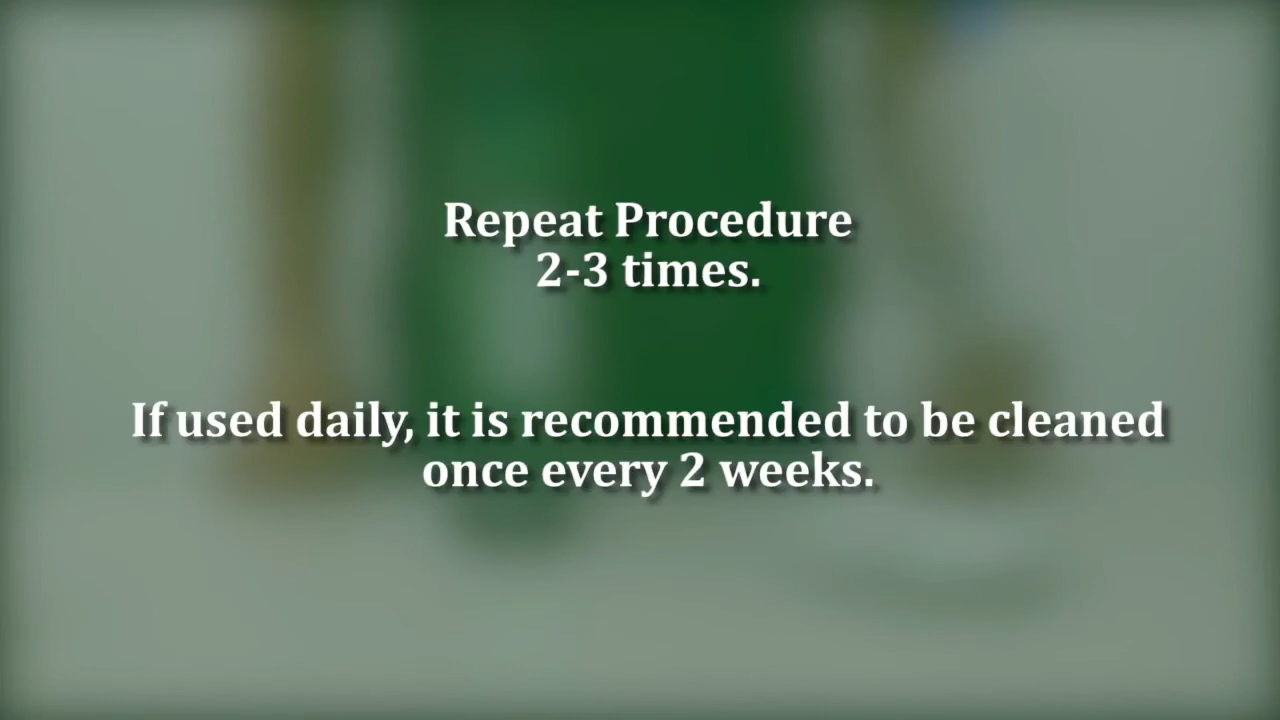 Repeat Procedure
2-3 times.
If used daily, it is recommended to be cleaned
once every 2 weeks.